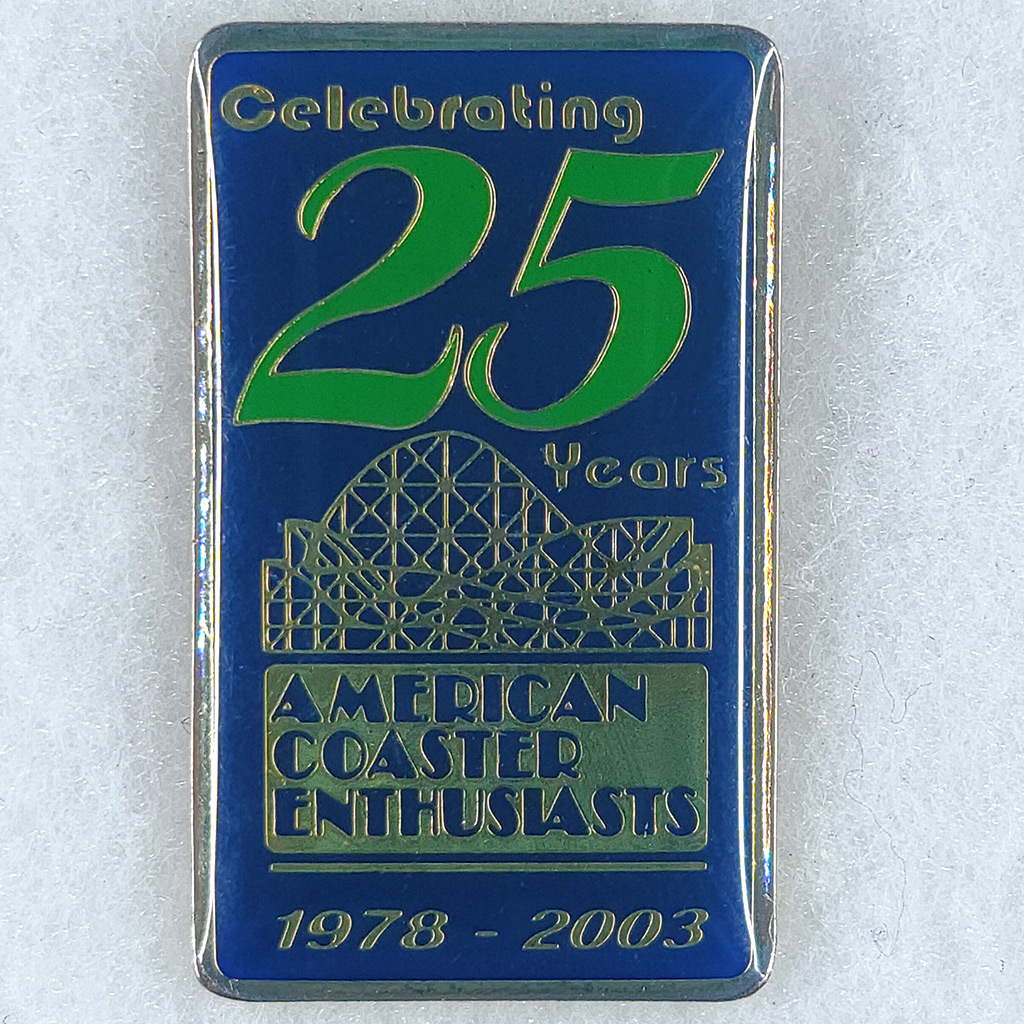 Celebrating
25
Years
AMERICAN
COASTER
ENTHUSIASTS
1978 - 2003